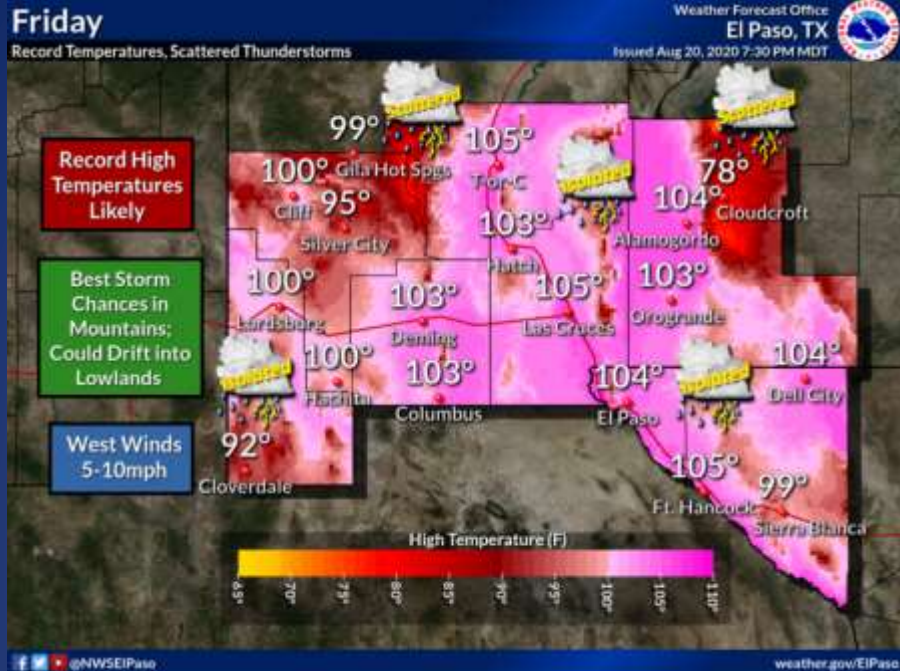 Friday
Record Temperatures, Scattered Thunderstorms
Weather Forecast Office
El Paso, TX
Issued Aug 20, 2020 7:30 PM MDT
Record High
Temperatures
Likely
Best Storm
Chances in
Mountains;
Could Drift into
Lowlands
West Winds
5-10mph
Scattered
Scattered
99°
Gila Hot Spgs
105°
T-or-C
Isolated
78°
Cloudcroft
100°
Cliff
95°
Silver City
104°
Alamogordo
103°
Hatch
100°
Lordsburg
103°
Deming
105°
Las Cruces
103°
Orogrande
Isolated
100°
Hachita
103°
Columbus
104°
El Paso
Isolated
104°
Dell City
92°
Cloverdale
105°
Ft. Hancock
99°
Sierra Blanca
High Temperature (F)
65° 70° 75° 80° 85° 90° 95° 100° 105° 110°
@NWSElPaso
weather.gov/ElPaso